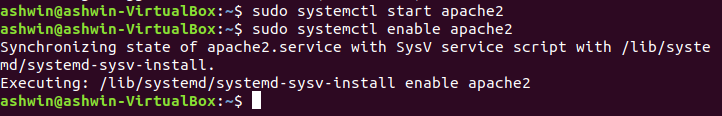 ashwin@ashwin-VirtualBox:~$ sudo systemctl start apache2
ashwin@ashwin-VirtualBox:~$ sudo systemctl enable apache2
Synchronizing state of apache2.service with SysV service script with /lib/syste
md/systemd-sysv-install.
Executing: /lib/systemd/systemd-sysv-install enable apache2
ashwin@ashwin-VirtualBox:~$